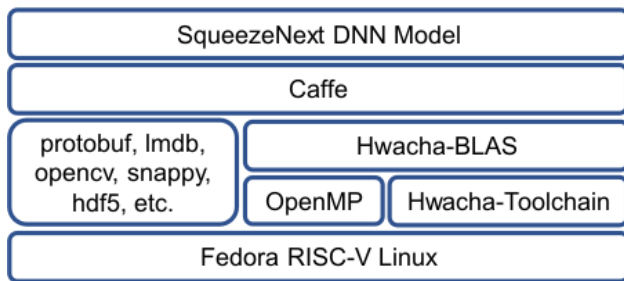 SqueezeNext DNN Model
Caffe
protobuf, lmdb,
opencv, snappy,
hdf5, etc.
Hwacha-BLAS
OpenMP
Hwacha-Toolchain
Fedora RISC-V Linux